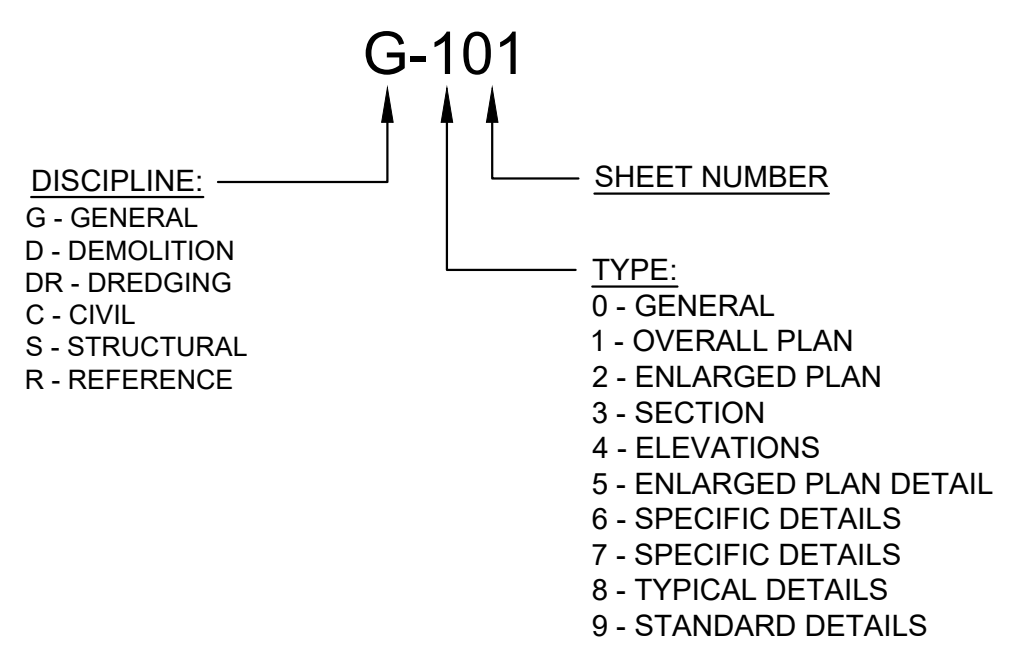 G-101
DISCIPLINE:
G - GENERAL
D - DEMOLITION
DR - DREDGING
C - CIVIL
S - STRUCTURAL
R - REFERENCE
SHEET NUMBER
TYPE:
0 - GENERAL
1 - OVERALL PLAN
2 - ENLARGED PLAN
3 - SECTION
4 - ELEVATIONS
5 - ENLARGED PLAN DETAIL
6 - SPECIFIC DETAILS
7 - SPECIFIC DETAILS
8 - TYPICAL DETAILS
9 - STANDARD DETAILS